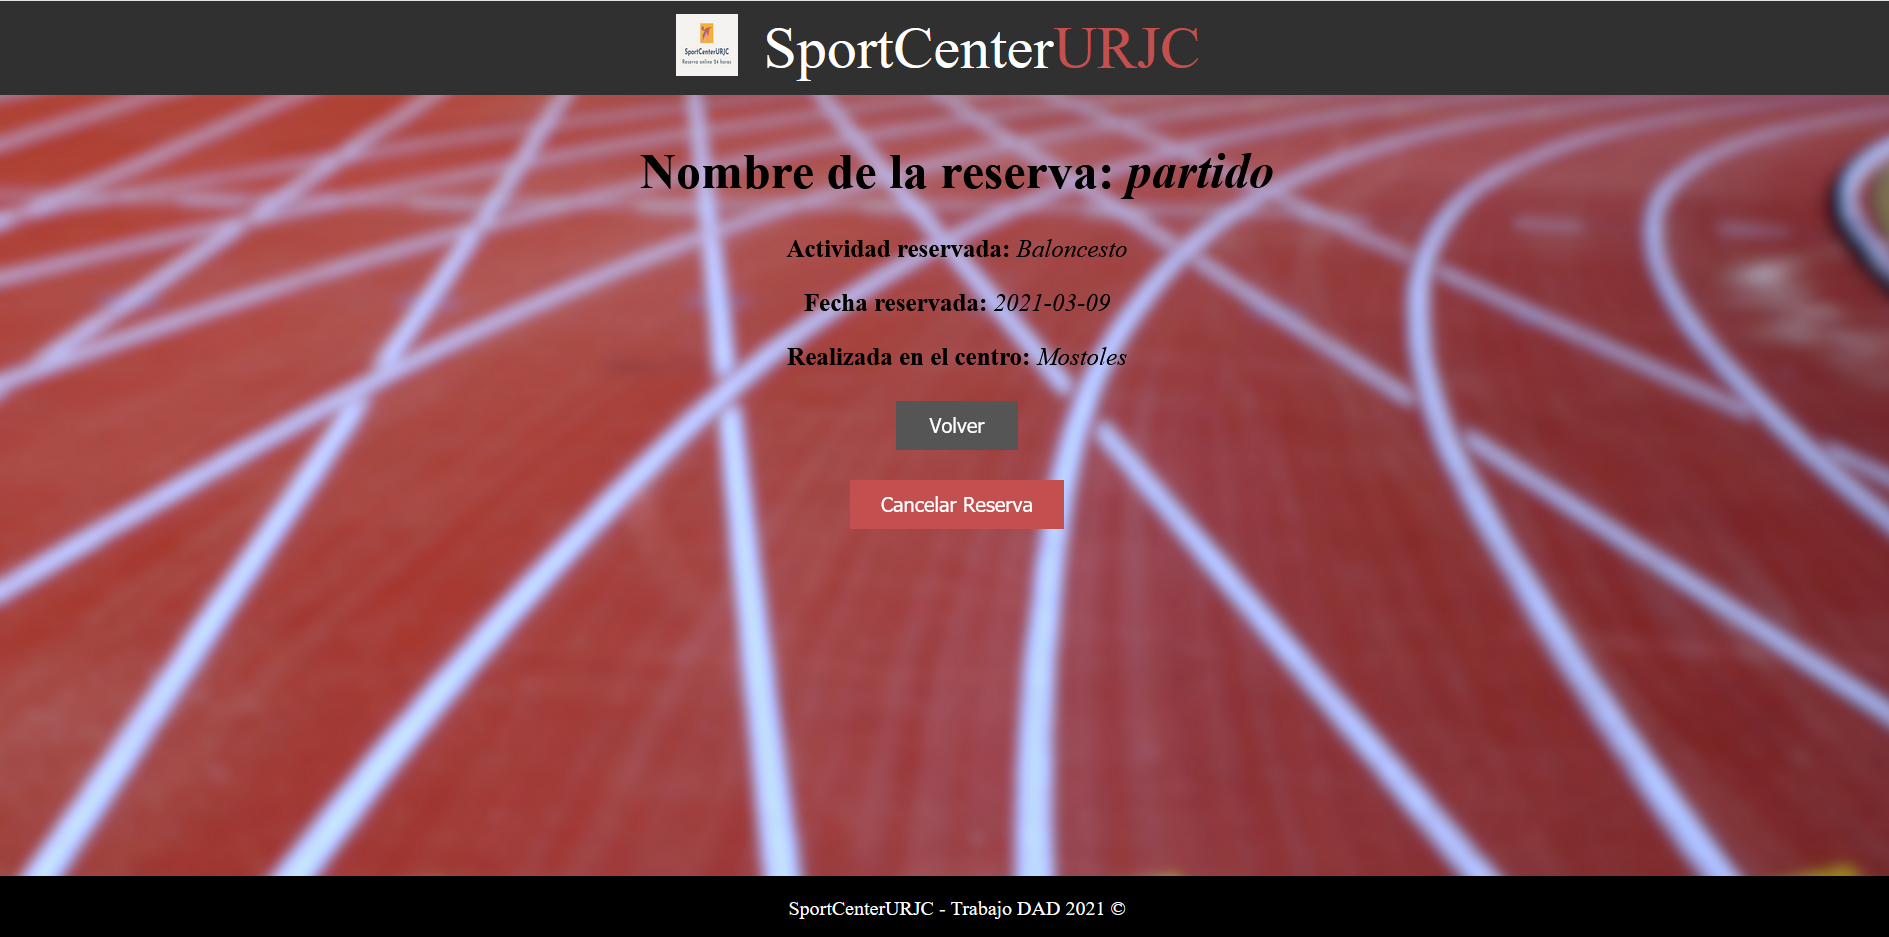 SportCenterURJC
Reserva online 24 horas
SportCenterURJC
Nombre de la reserva: partido
Actividad reservada: Baloncesto
Fecha reservada: 2021-03-09
Realizada en el centro: Mostoles
Volver
Cancelar Reserva
SportCenterURJC - Trabajo DAD 2021 ©